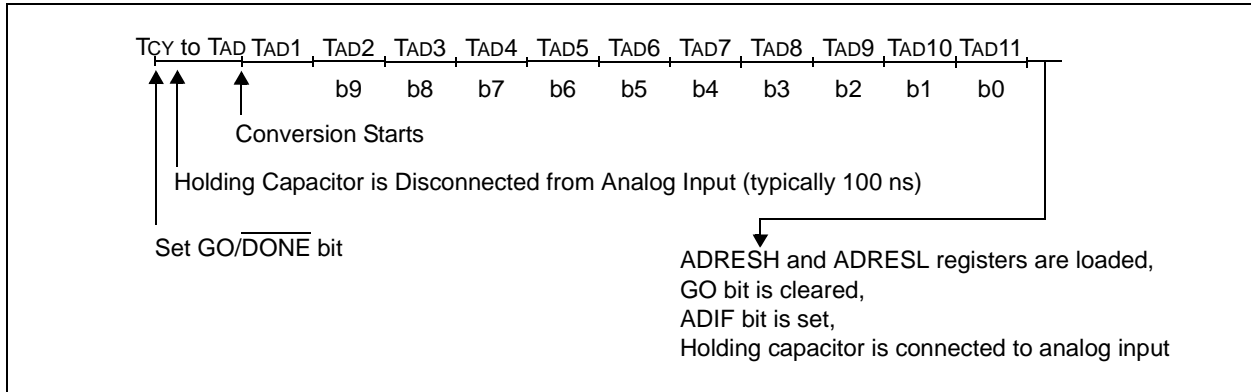 TCY to TAD TAD1 TAD2 TAD3 TAD4 TAD5 TAD6 TAD7 TAD8 TAD9 TAD10 TAD11
b9 b8 b7 b6 b5 b4 b3 b2 b1 b0
Conversion Starts
Holding Capacitor is Disconnected from Analog Input (typically 100 ns)
Set GO/DONE bit
ADRESH and ADRESL registers are loaded,
GO bit is cleared,
ADIF bit is set,
Holding capacitor is connected to analog input